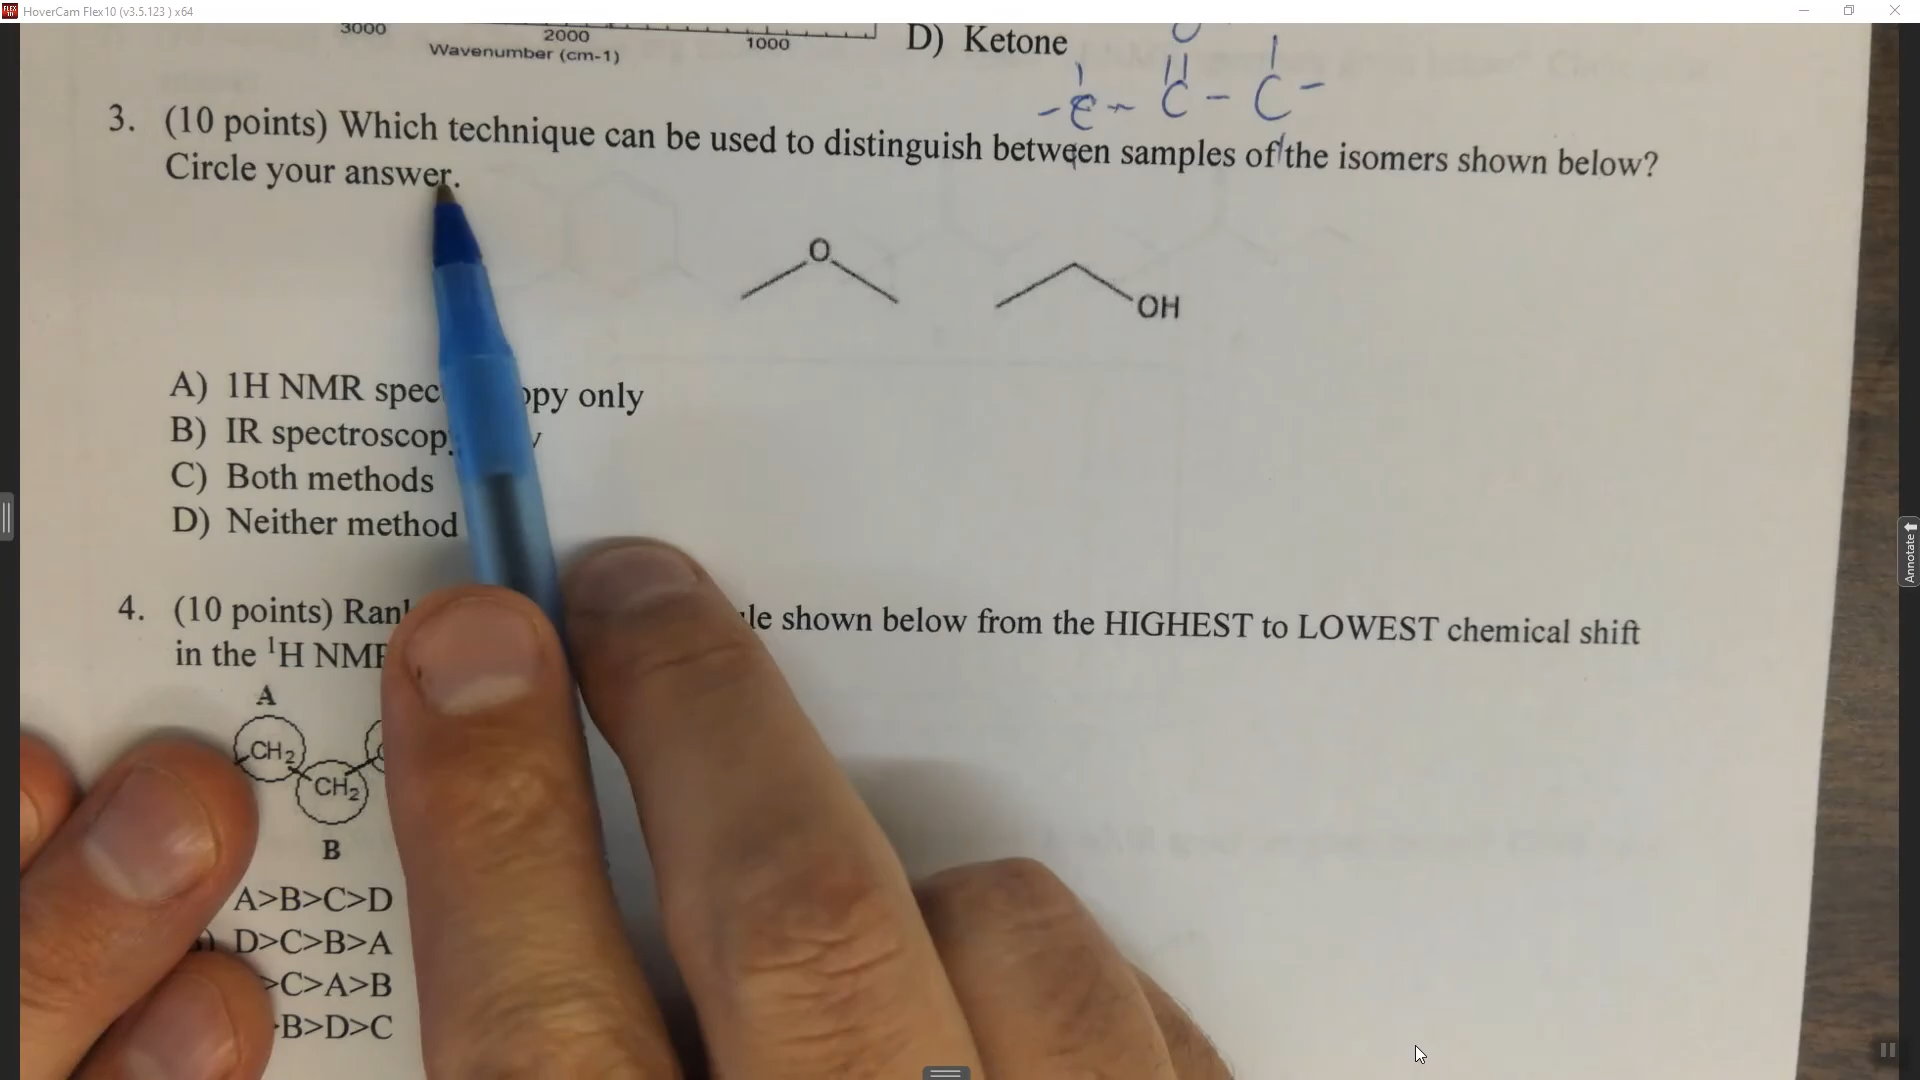 HoverCam Flex10 (v3.5.123 ) x64
3000 2000 1000
Wavenumber (cm-1)
D) Ketone
O
- C - C - C -
3. (10 points) Which technique can be used to distinguish between samples of the isomers shown below?
Circle your answer.
O
OH
A) 1H NMR spec opy only
B) IR spectroscop
C) Both methods
D) Neither method
4. (10 points) Ran shown below from the HIGHEST to LOWEST chemical shift
in the ¹H NM
A
CH₂
CH₂
B
A>B>C>D
D>C>B>A
>C>A>B
>B>D>C
Annotate